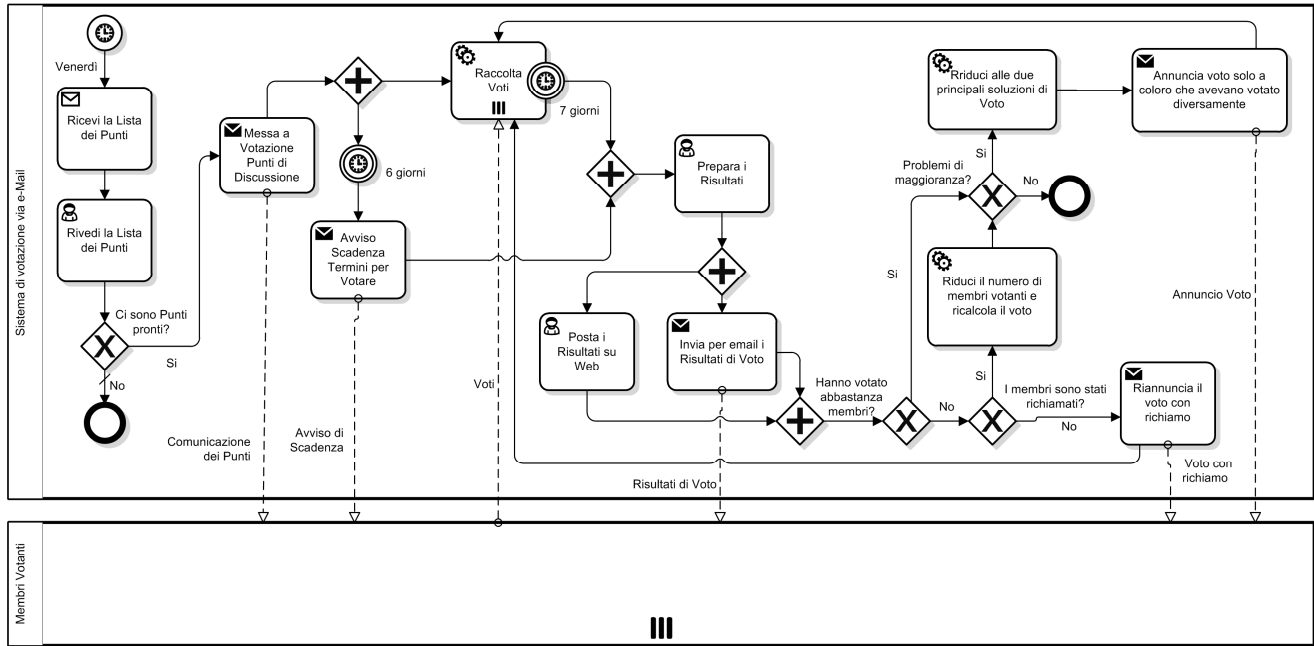 Sistema di votazione via e-Mail
Venerdì
Ricevi la Lista
dei Punti
Rivedi la Lista
dei Punti
Ci sono Punti
pronti?
Si
No
Messa a
Votazione
Punti di
Discussione
Comunicazione
dei Punti
6 giorni
Avviso
Scadenza
Termini per
Votare
Avviso di
Scadenza
Raccolta
Voti
7 giorni
Voti
Prepara i
Risultati
Posta i
Risultati su
Web
Invia per email i
Risultati di Voto
Risultati di Voto
Hanno votato
abbastanza
membri?
Si
No
I membri sono stati
richiamati?
Si
No
Riduci il numero di
membri votanti e
ricalcola il voto
Problemi di
maggioranza?
Si
No
Rriduci alle due
principali soluzioni di
Voto
Annuncia voto solo a
coloro che avevano votato
diversamente
Annuncio Voto
Riannuncia il
voto con
richiamo
Voto con
richiamo
Membri Votanti